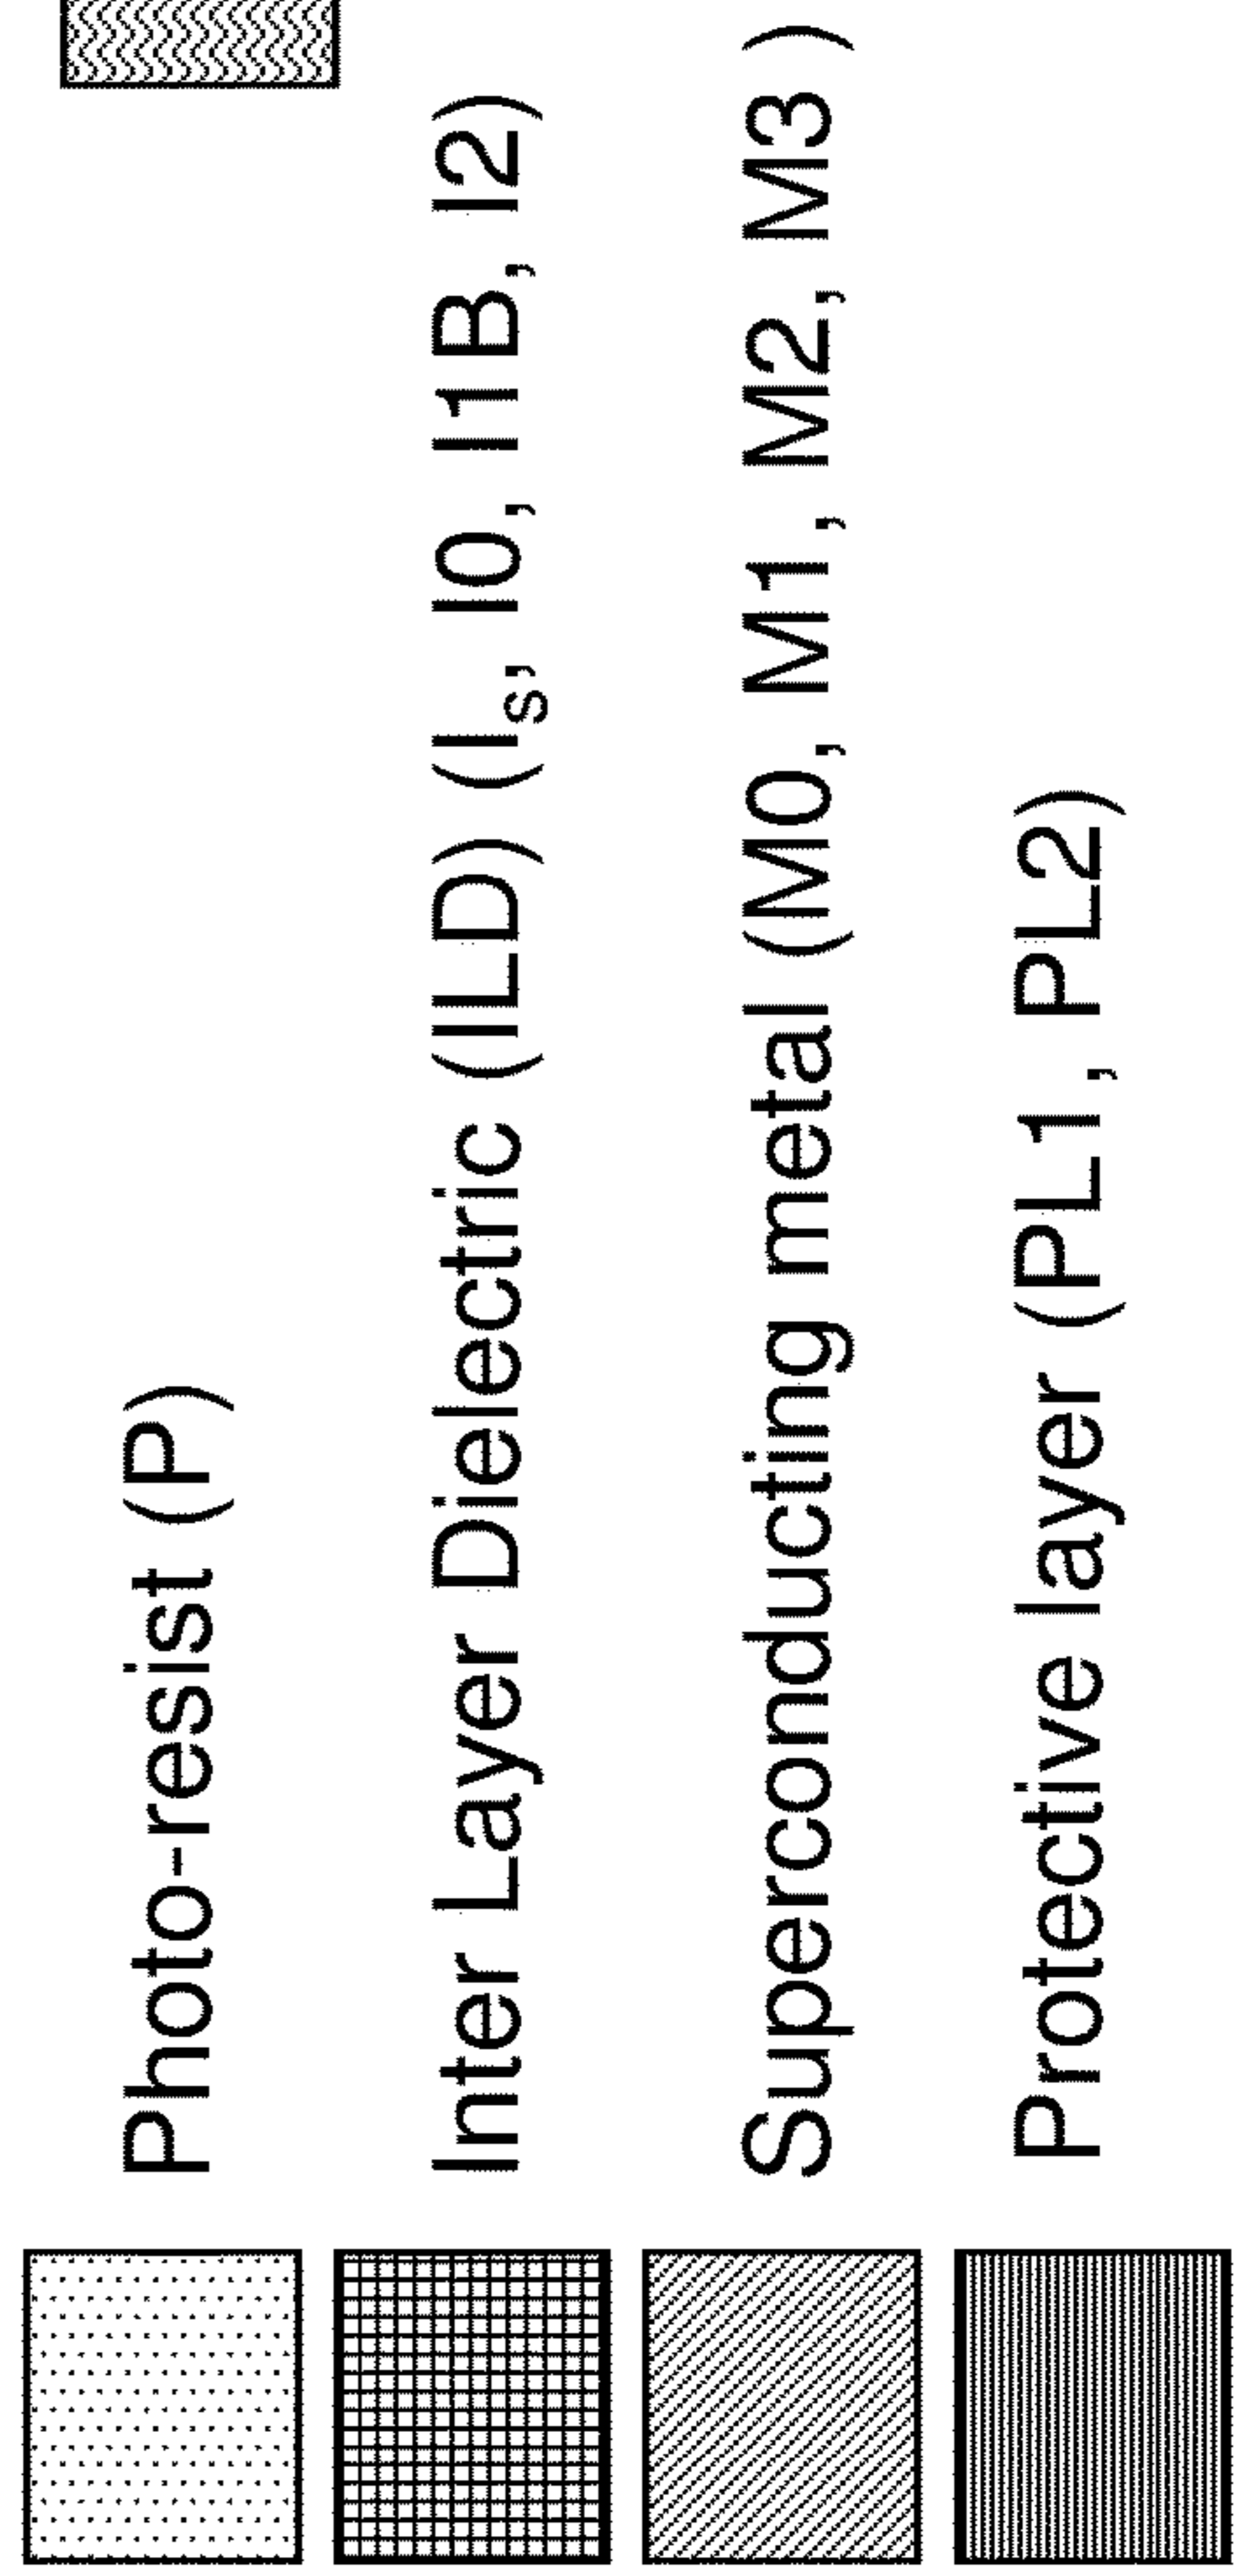 Photo-resist (P)
Inter Layer Dielectric (ILD) (Is, I0, I1B, I2)
Superconducting metal (M0, M1, M2, M3 )
Protective layer (PL1, PL2)